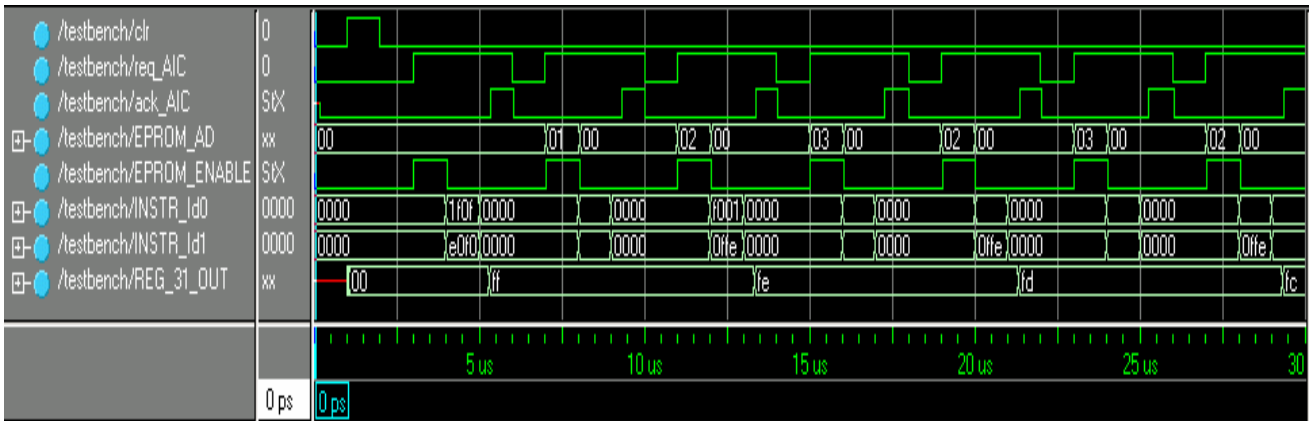 /testbench/clr 0
/testbench/req_AIC 0
/testbench/ack_AIC StX
/testbench/EPROM_AD xx 00 01 00 02 00 03 00 02 00 03 00 02 00
/testbench/EPROM_ENABLE StX
/testbench/INSTR_ld0 0000 0000 1f0f 0000 0000 f001 0000 0000 0000 0000
/testbench/INSTR_ld1 0000 0000 e0f0 0000 0000 0ffe 0000 0000 0ffe 0000 0000 0ffe
/testbench/REG_31_OUT xx 00 ff fe fd fc
5 us 10 us 15 us 20 us 25 us 30
0 ps 0 ps